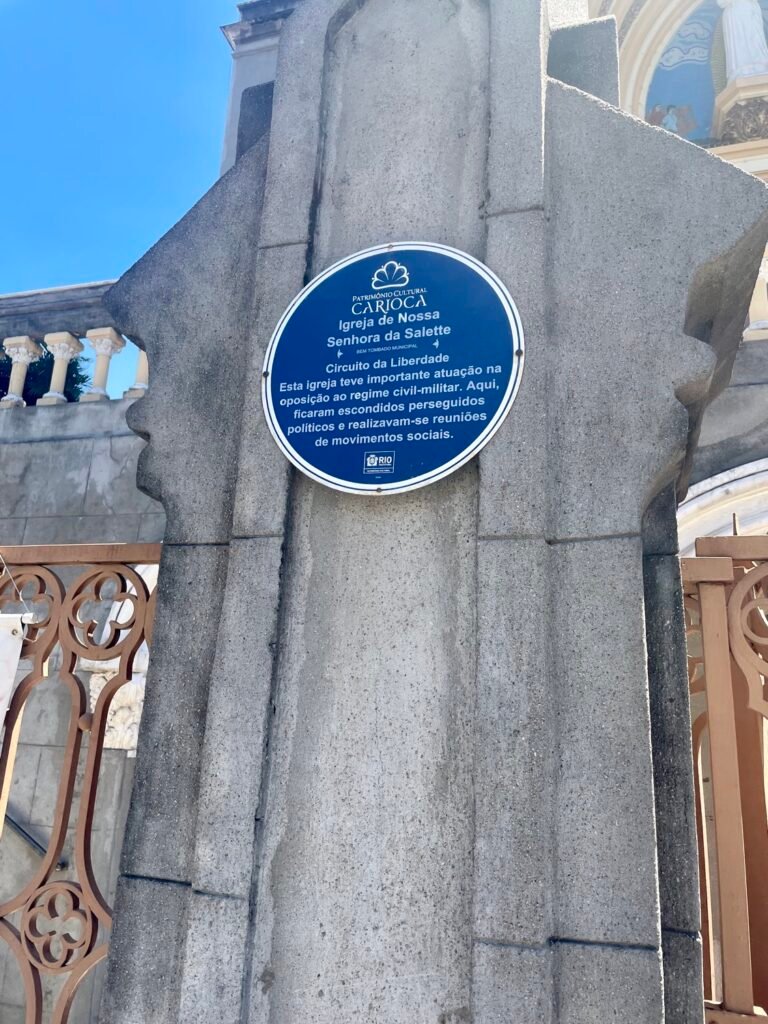 PATRIMÔNIO CULTURAL
CARIOCA
Igreja de Nossa
Senhora da Salette
BEM TOMBADO MUNICIPAL
Circuito da Liberdade
Esta igreja teve importante atuação na
oposição ao regime civil-militar. Aqui,
ficaram escondidos perseguidos
políticos e realizavam-se reuniões
de movimentos sociais.
RIO